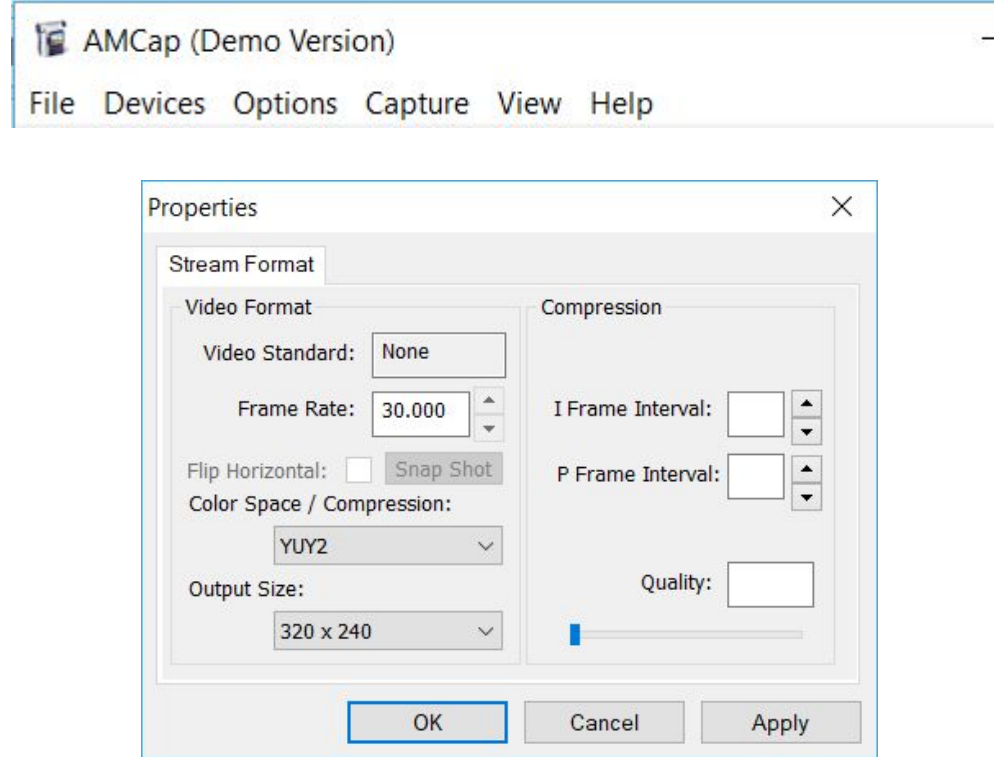 AMCap (Demo Version)
File Devices Options Capture View Help
Properties
Stream Format
Video Format
Video Standard: None
Frame Rate: 30.000
Flip Horizontal: Snap Shot
Color Space / Compression:
YUY2
Output Size:
320 x 240
Compression
I Frame Interval:
P Frame Interval:
Quality:
OK Cancel Apply